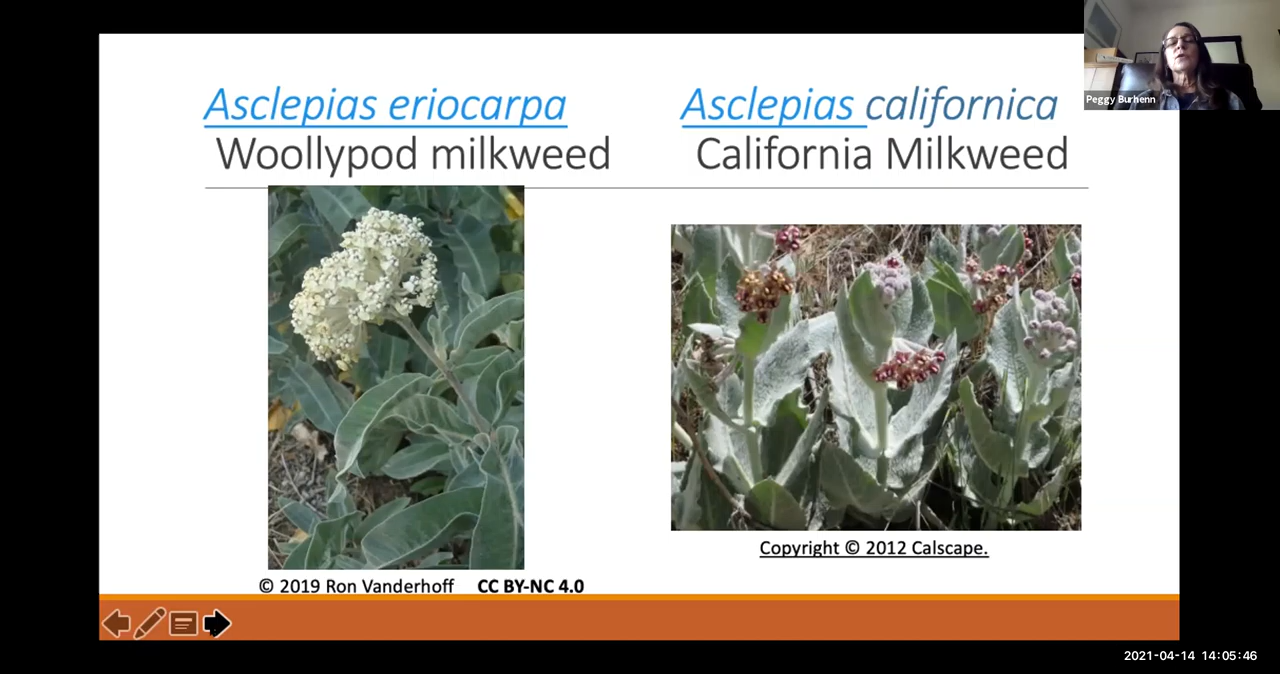 Asclepias eriocarpa
Woollypod milkweed
Asclepias californica
California Milkweed
Peggy Burhenn
Copyright © 2012 Calscape.
© 2019 Ron Vanderhoff CC BY-NC 4.0
2021-04-14 14:05:46